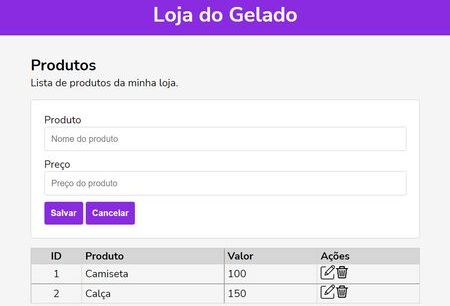 Loja do Gelado
Produtos
Lista de produtos da minha loja.
Produto
Nome do produto
Preço
Preço do produto
Salvar Cancelar
ID Produto Valor Ações
1 Camiseta 100
2 Calça 150